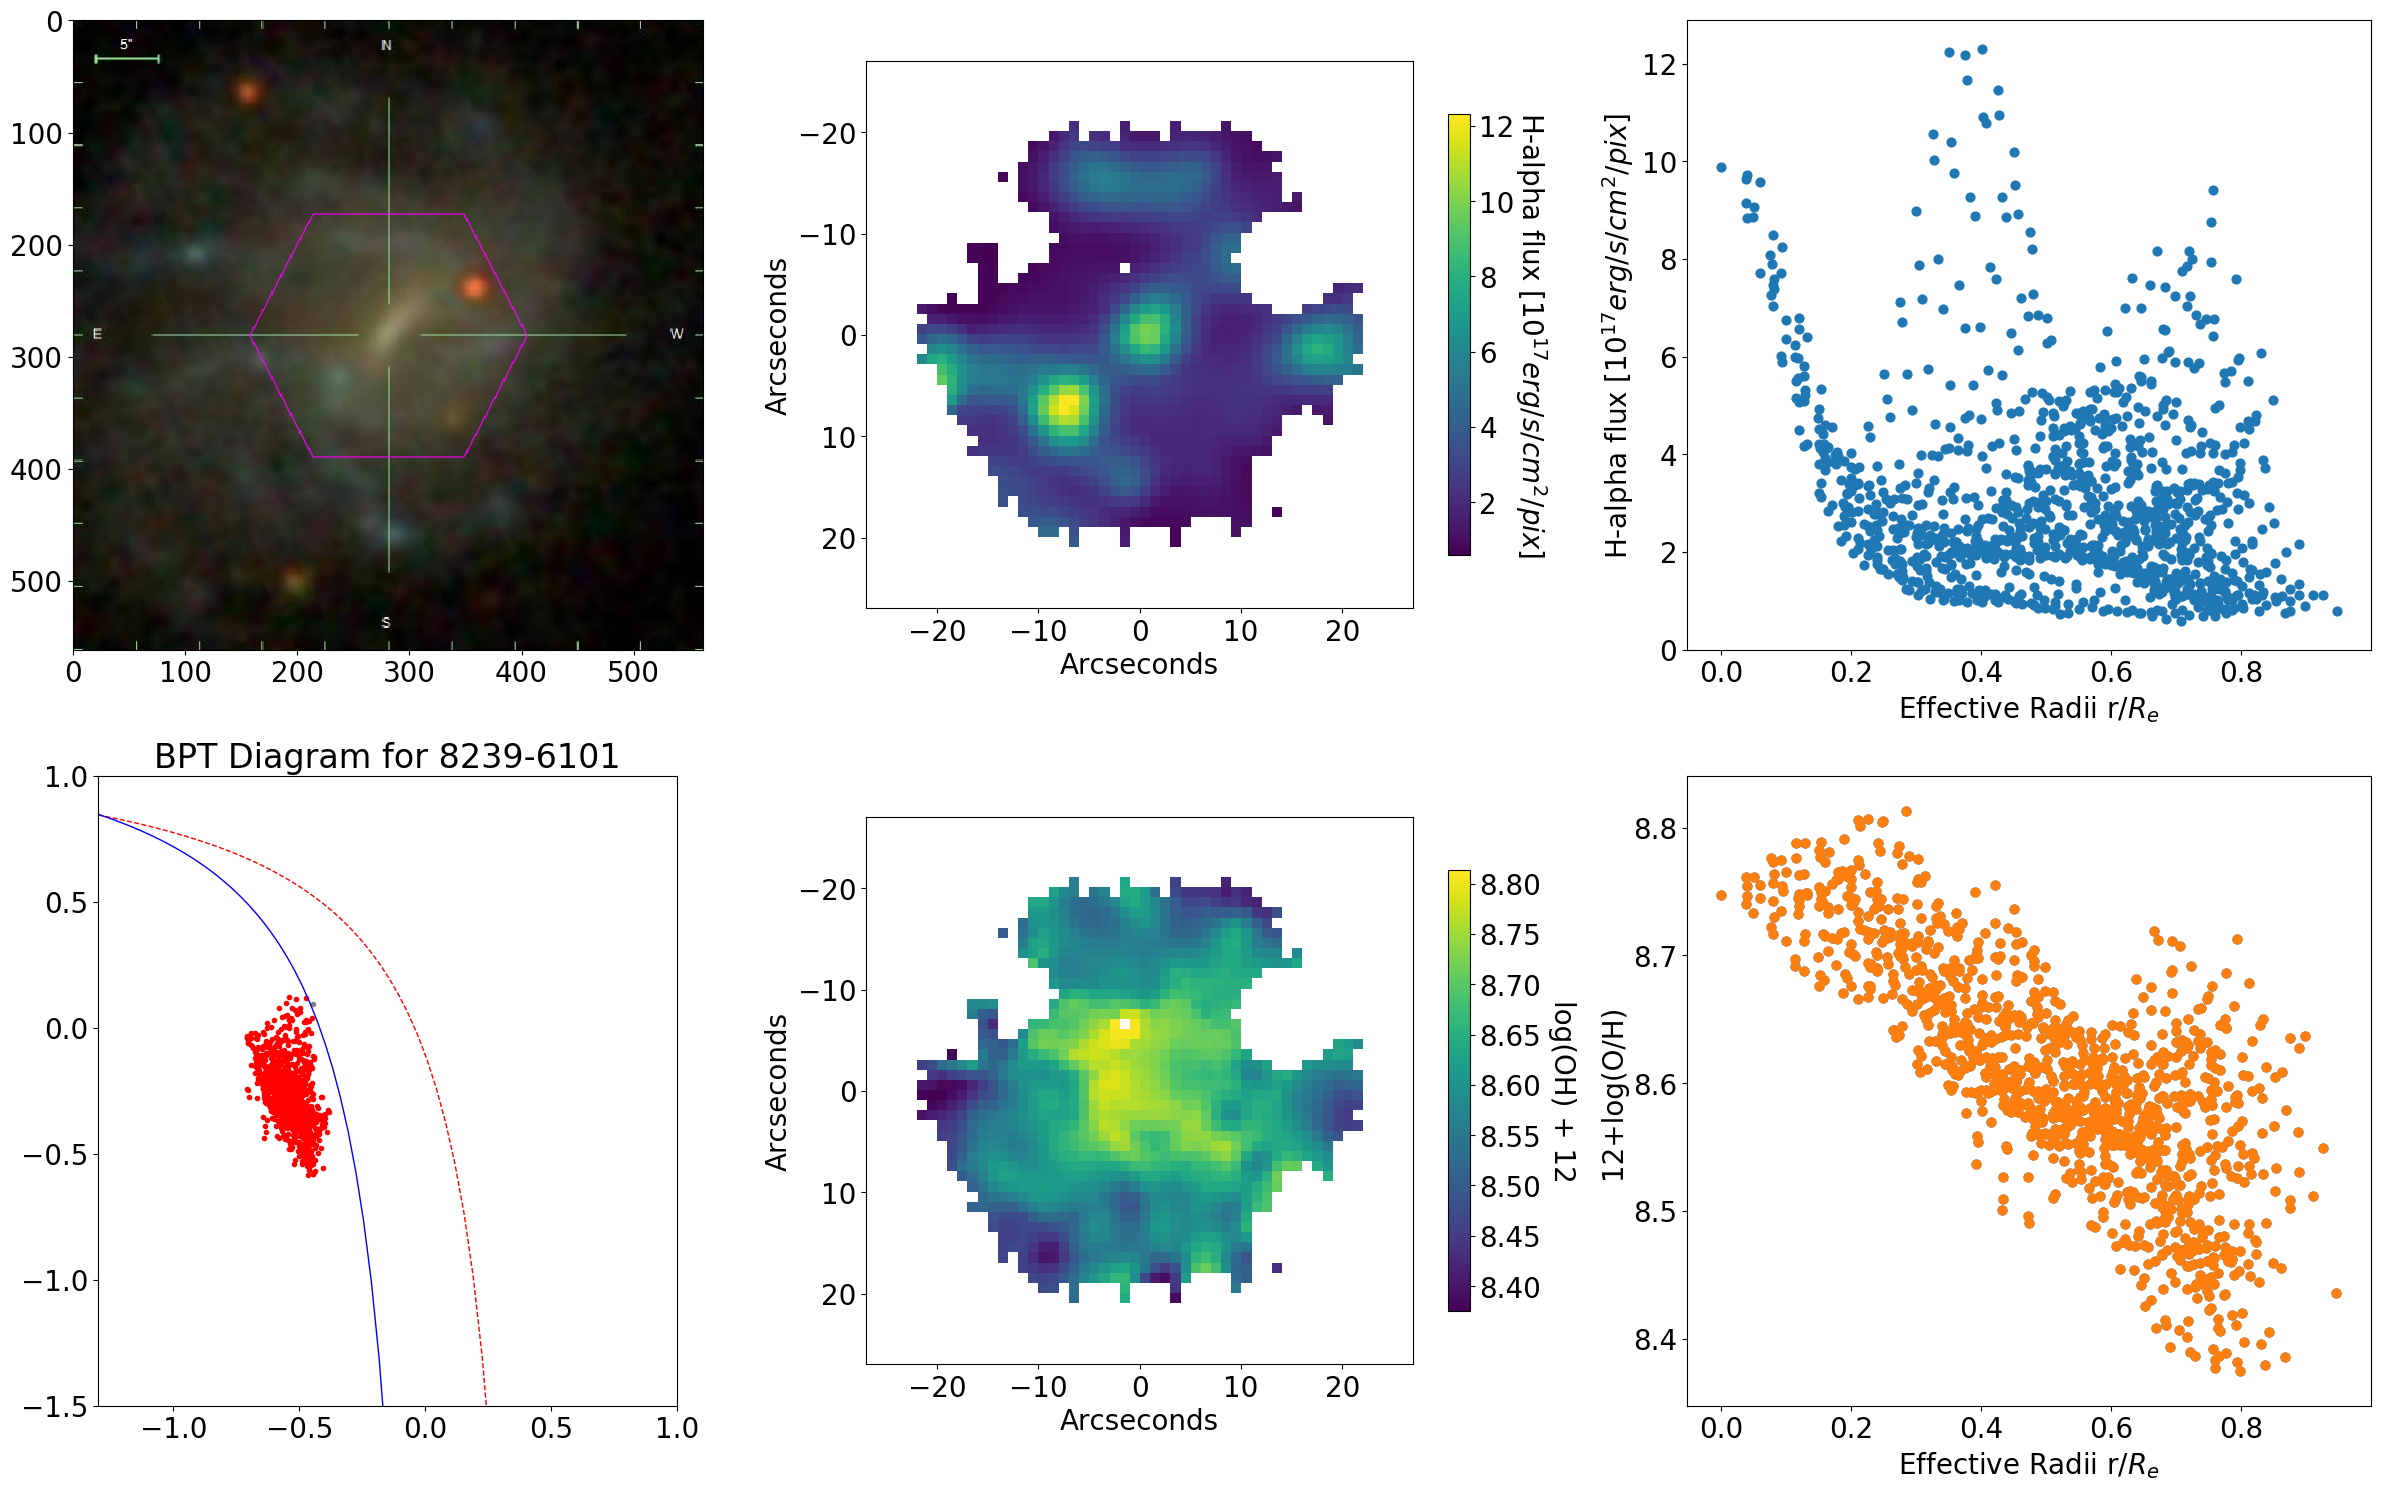 0
100
200
300
400
500
0 100 200 300 400 500
5"
N
E
W
S
−20
−10
0
10
20
−20 −10 0 10 20
Arcseconds
Arcseconds
12
10
8
6
4
2
H-alpha flux [10^17 erg/s/cm^2/pix]
12
10
8
6
4
2
0
0.0 0.2 0.4 0.6 0.8
H-alpha flux [10^17 erg/s/cm^2/pix]
Effective Radii r/R_e
BPT Diagram for 8239-6101
1.0
0.5
0.0
−0.5
−1.0
−1.5
−1.0 −0.5 0.0 0.5 1.0
−20
−10
0
10
20
−20 −10 0 10 20
Arcseconds
Arcseconds
8.80
8.75
8.70
8.65
8.60
8.55
8.50
8.45
8.40
log(OH) + 12
8.8
8.7
8.6
8.5
8.4
0.0 0.2 0.4 0.6 0.8
12+log(O/H)
Effective Radii r/R_e